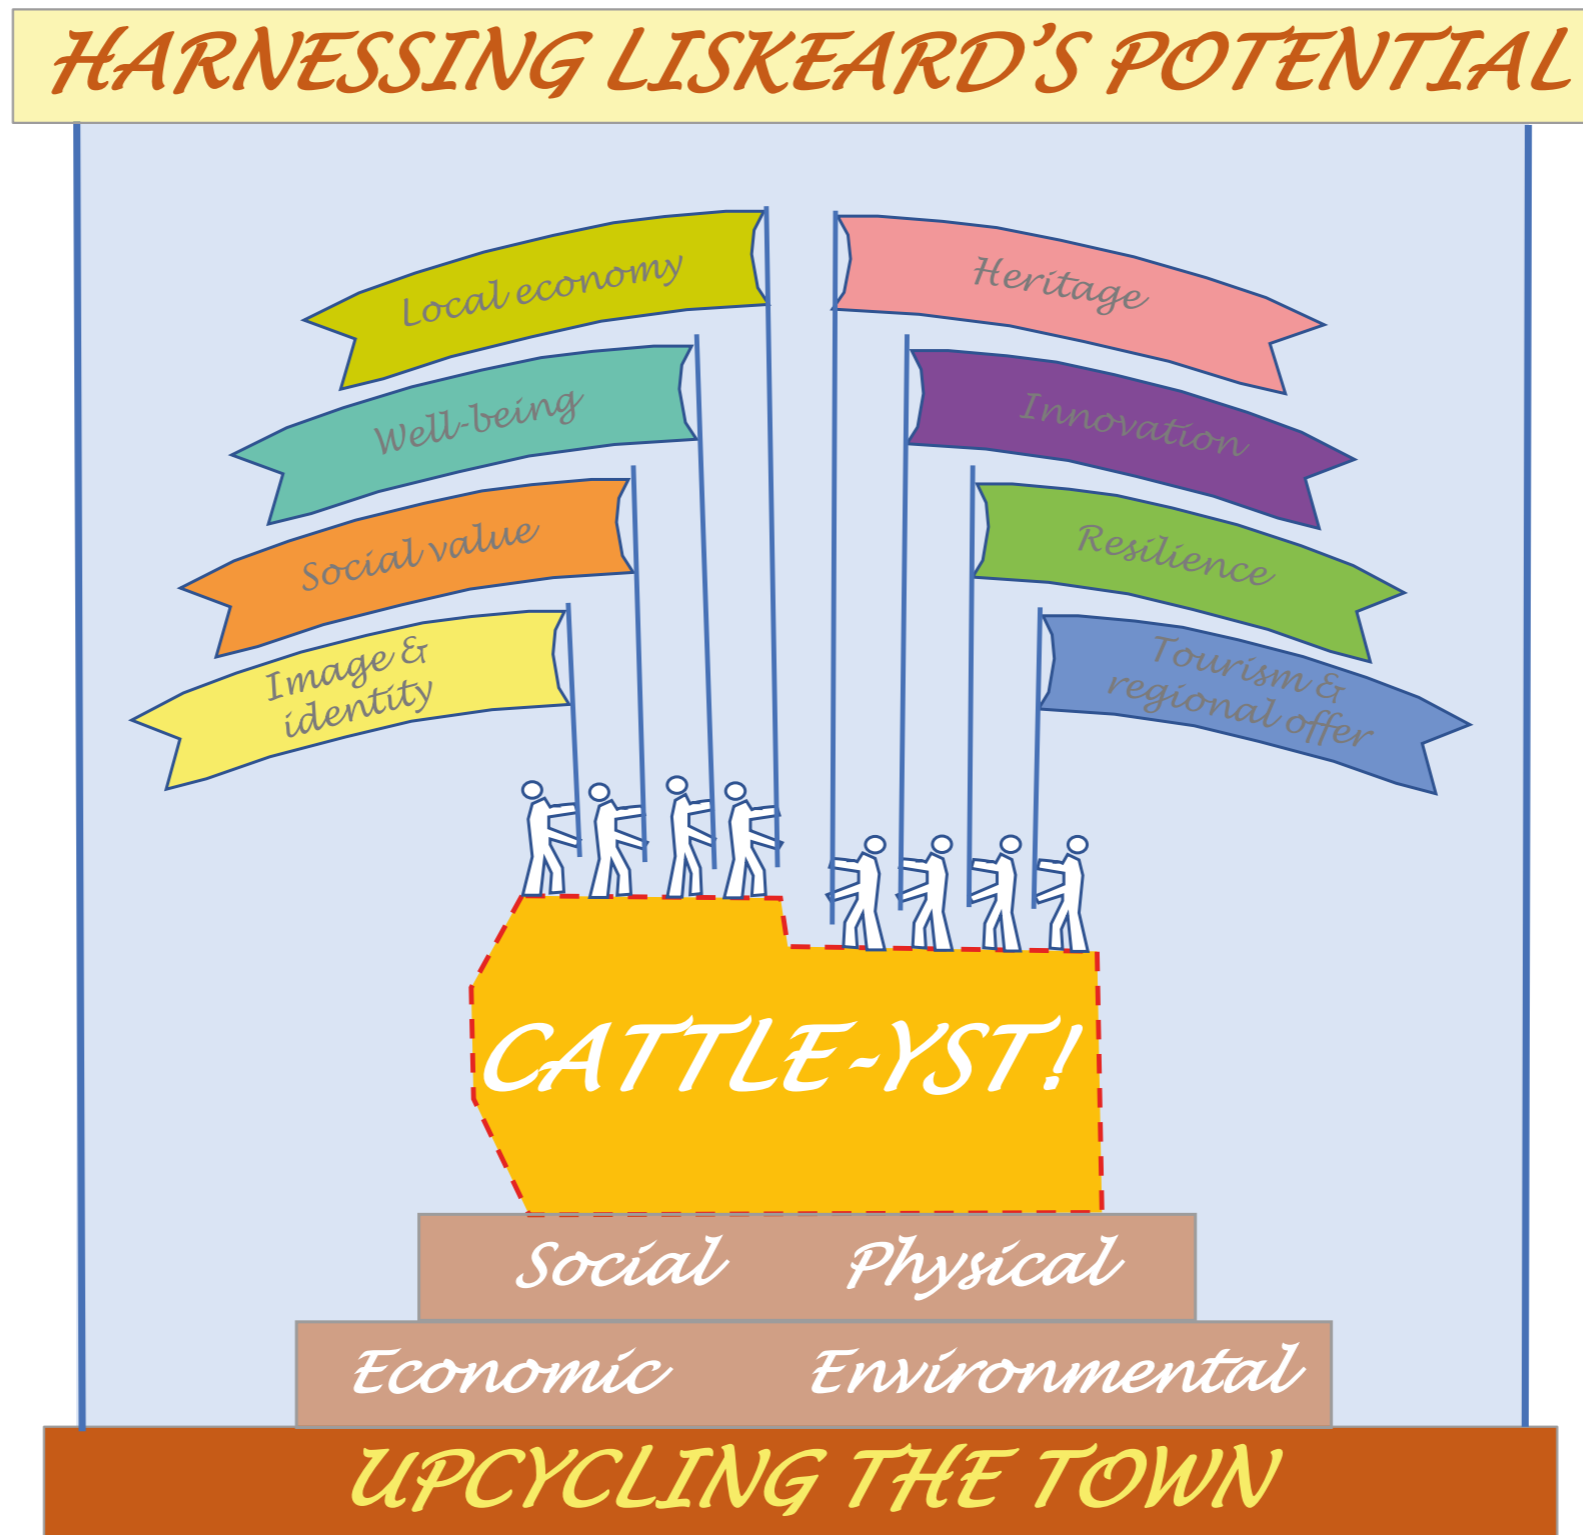 HARNESSING LISKEARD'S POTENTIAL
Local economy
Heritage
Well-being
Innovation
Social value
Resilience
Image &
identity
Tourism &
regional offer
CATTLE-YST!
Social Physical
Economic Environmental
UPCYCLING THE TOWN